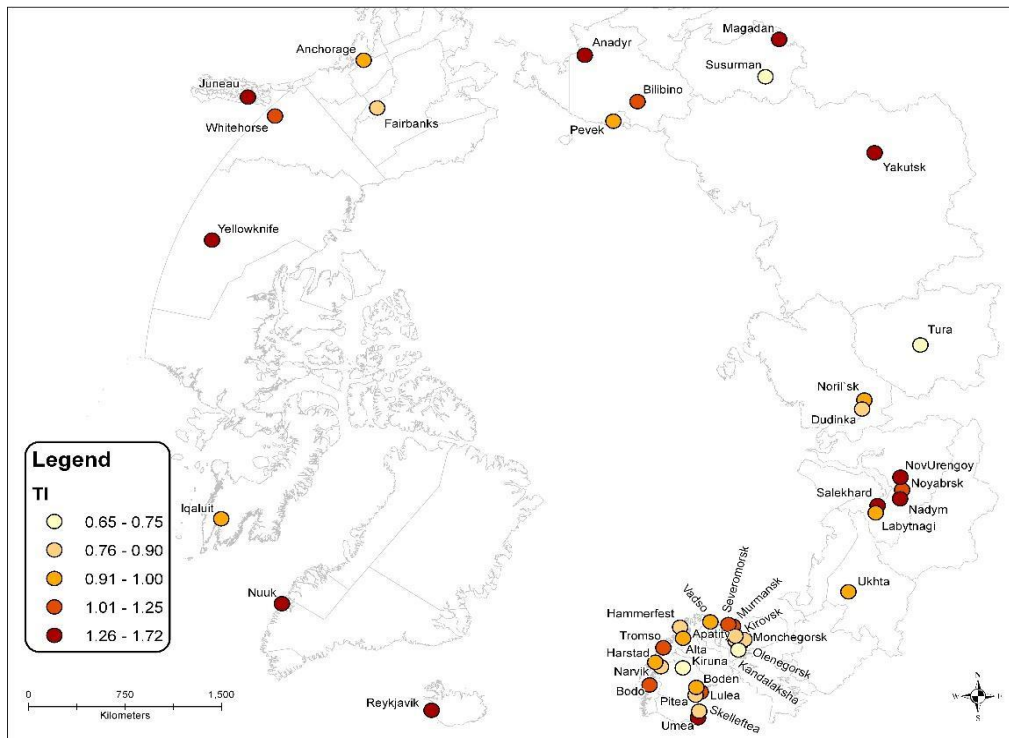 Magadan
Anchorage
Anadyr
Susurman
Juneau
Bilibino
Whitehorse
Fairbanks
Pevek
Yakutsk
Yellowknife
Tura
Noril`sk
Dudinka
Legend
TI
0.65 - 0.75
0.76 - 0.90
0.91 - 1.00
1.01 - 1.25
1.26 - 1.72
NovUrengoy
Noyabrsk
Salekhard
Nadym
Labytnagi
Iqaluit
Nuuk
Ukhta
Severomorsk
Murmansk
Vadso
Kirovsk
Hammerfest
Tromso
Apatity
Monchegorsk
Alta
Harstad
Olenegorsk
Kiruna
Narvik
Kandalaksha
Boden
Bodo
Lulea
Pitea
Skelleftea
Umea
Reykjavik
0 750 1,500
Kilometers
N
W E
S